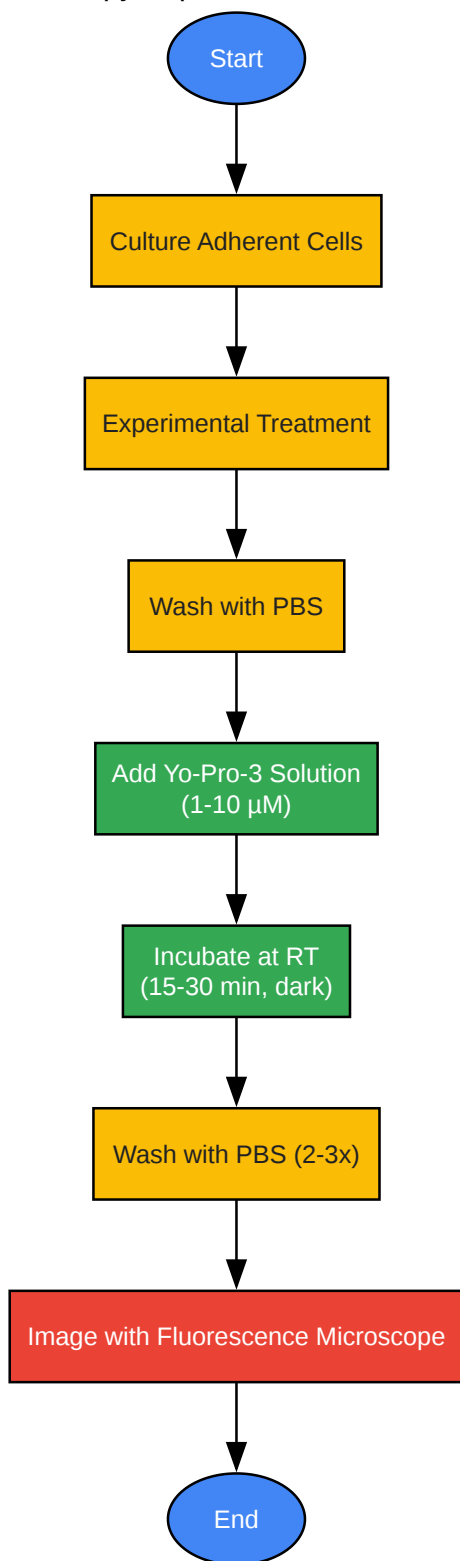 Start
Culture Adherent Cells
Experimental Treatment
Wash with PBS
Add Yo-Pro-3 Solution
(1-10 µM)
Incubate at RT
(15-30 min, dark)
Wash with PBS (2-3x)
Image with Fluorescence Microscope
End